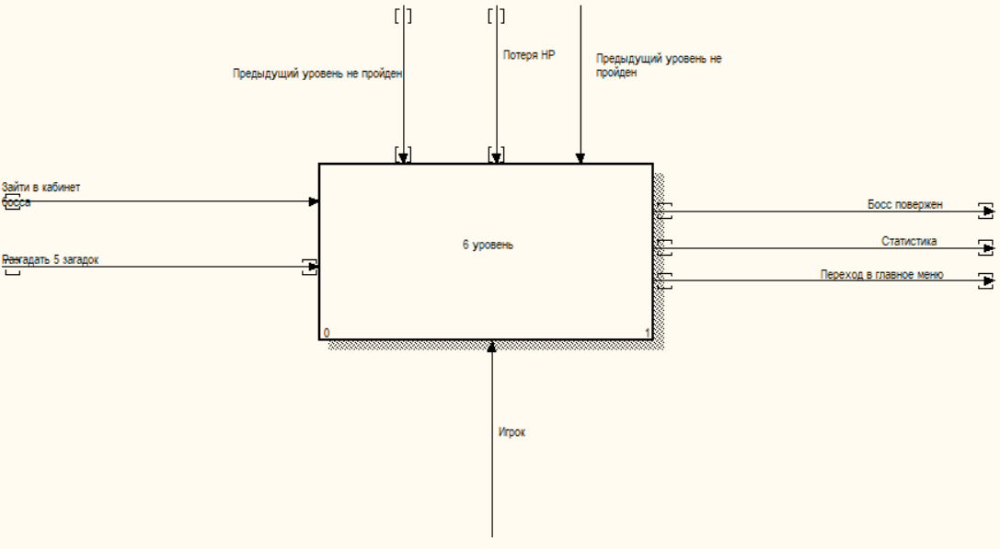 Потеря HP
Предыдущий уровень не пройден
Предыдущий уровень не
пройден
Зайти в кабинет
босса
Разгадать 5 загадок
6 уровень
0
1
Босс повержен
Статистика
Переход в главное меню
Игрок